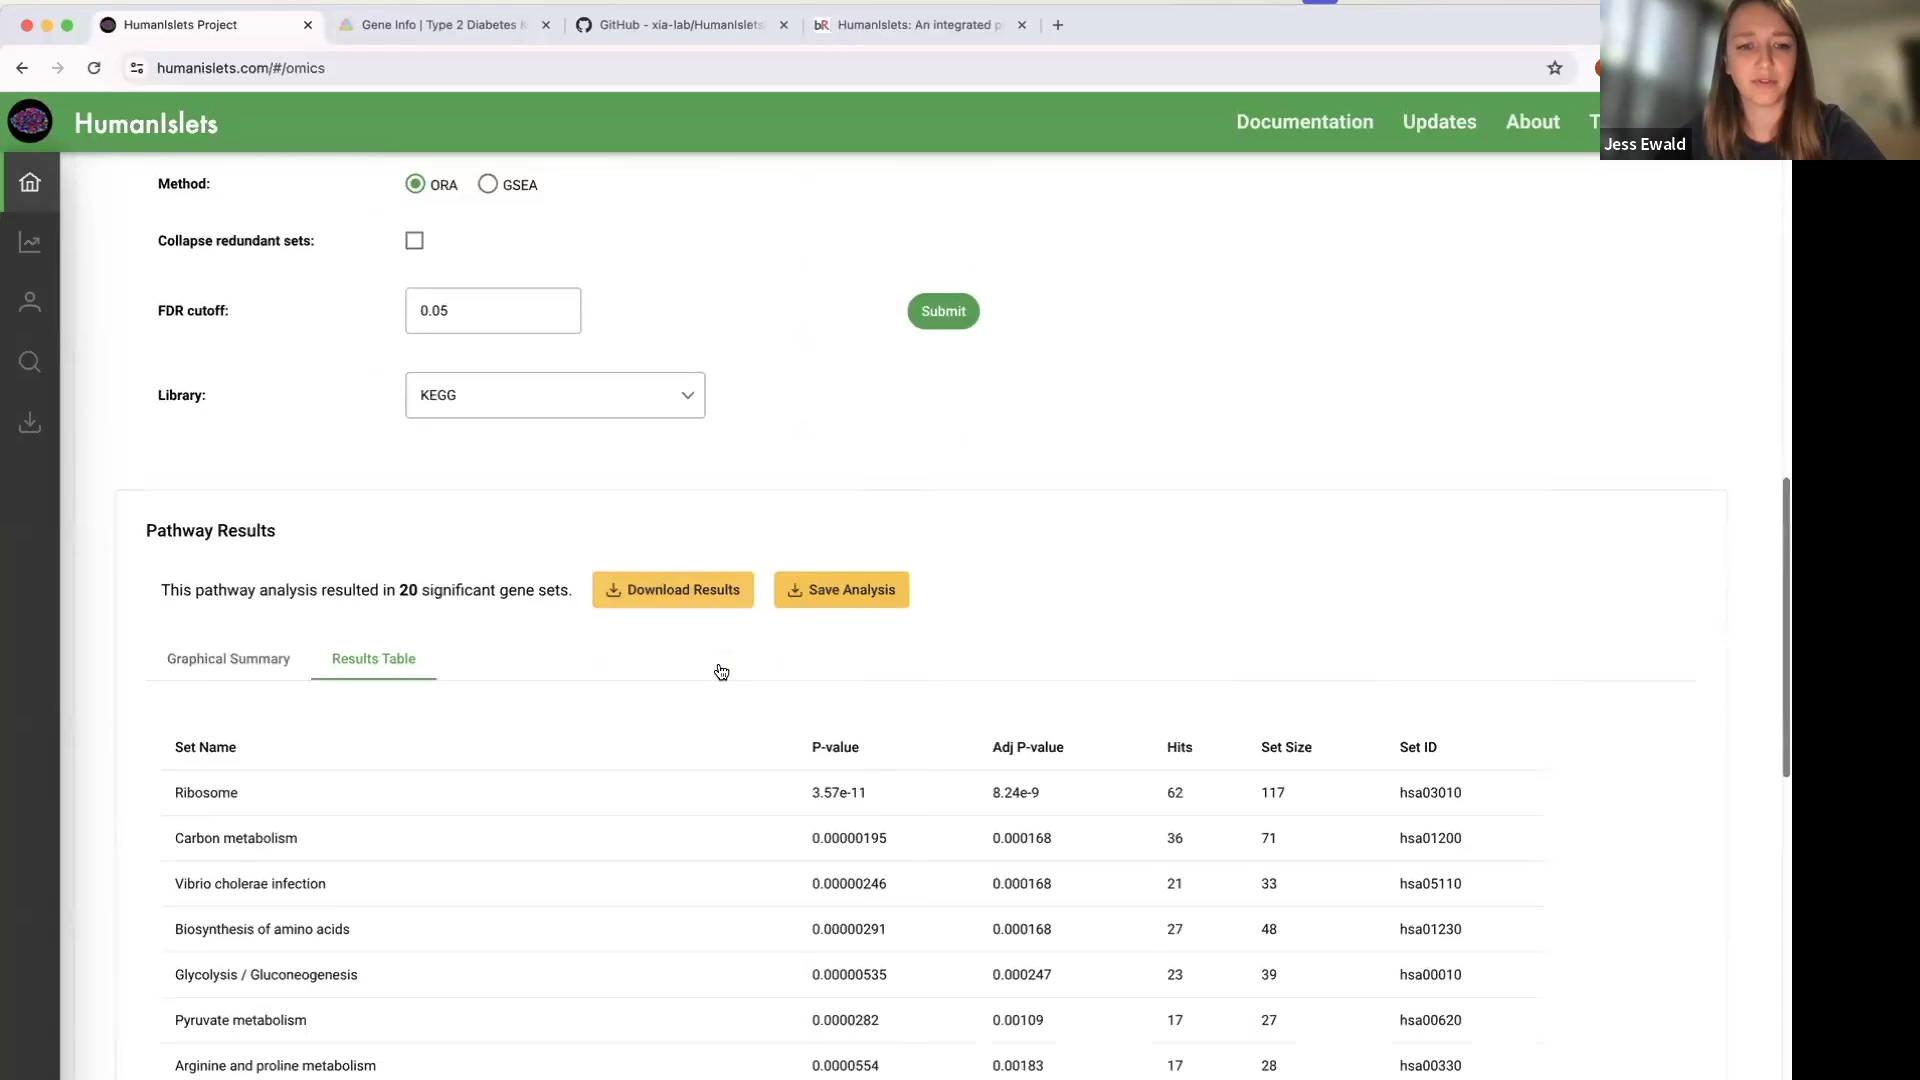 HumanIslets Project
Gene Info | Type 2 Diabetes
GitHub - xia-lab/HumanIslets
bR HumanIslets: An integrated p
humanislets.com/#/omics
HumanIslets
Documentation Updates About T
Jess Ewald
Method: ORA GSEA
Collapse redundant sets:
FDR cutoff: 0.05 Submit
Library: KEGG
Pathway Results
This pathway analysis resulted in 20 significant gene sets. Download Results Save Analysis
Graphical Summary Results Table
Set Name P-value Adj P-value Hits Set Size Set ID
Ribosome 3.57e-11 8.24e-9 62 117 hsa03010
Carbon metabolism 0.00000195 0.000168 36 71 hsa01200
Vibrio cholerae infection 0.00000246 0.000168 21 33 hsa05110
Biosynthesis of amino acids 0.00000291 0.000168 27 48 hsa01230
Glycolysis / Gluconeogenesis 0.00000535 0.000247 23 39 hsa00010
Pyruvate metabolism 0.0000282 0.00109 17 27 hsa00620
Arginine and proline metabolism 0.0000554 0.00183 17 28 hsa00330